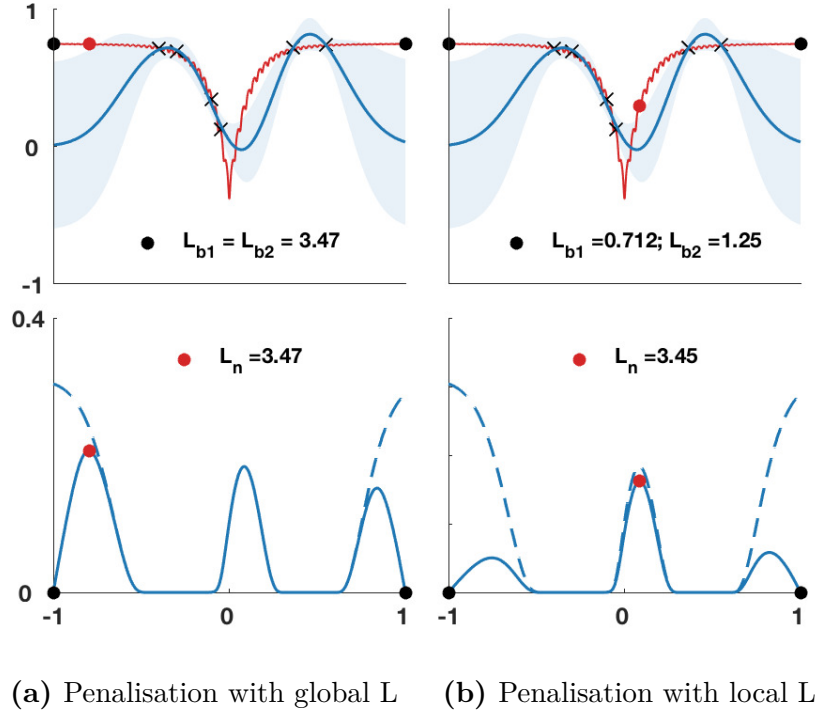 1
0
-1
L_b1 = L_b2 = 3.47
L_b1 =0.712; L_b2 =1.25
0.4
0
L_n =3.47
L_n =3.45
-1 0 1
-1 0 1
(a) Penalisation with global L
(b) Penalisation with local L